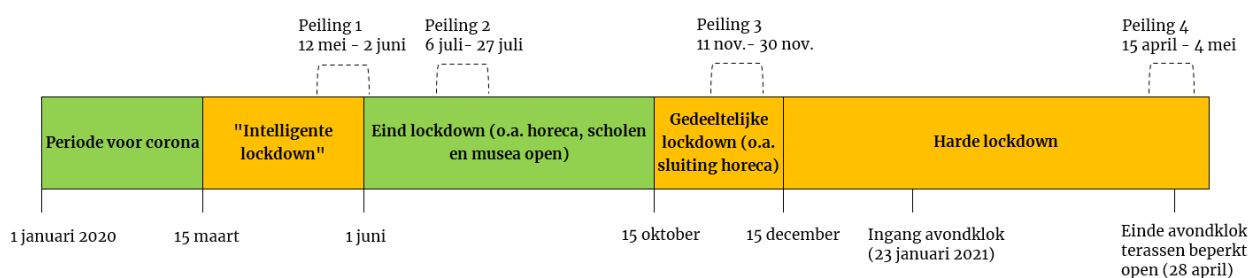 Peiling 1
12 mei - 2 juni
Peiling 2
6 juli- 27 juli
Peiling 3
11 nov.- 30 nov.
Peiling 4
15 april - 4 mei
Periode voor corona
"Intelligente
lockdown"
Eind lockdown (o.a. horeca, scholen
en musea open)
Gedeeltelijke
lockdown (o.a.
sluiting horeca)
Harde lockdown
1 januari 2020
15 maart
1 juni
15 oktober
15 december
Ingang avondklok
(23 januari 2021)
Einde avondklok
terassen beperkt
open (28 april)